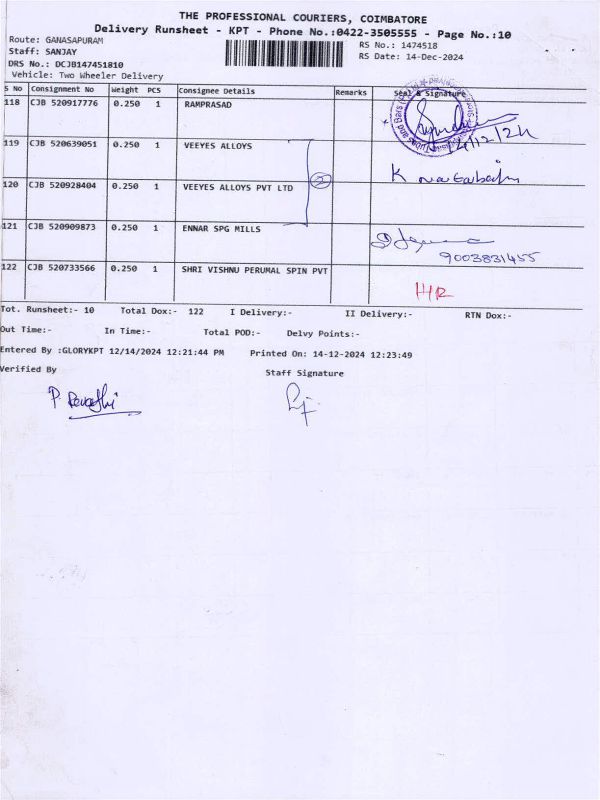 THE PROFESSIONAL COURIERS, COIMBATORE
Delivery Runsheet - KPT - Phone No.:0422-3505555 - Page No.:10
Route: GANASAPURAM
RS No.: 1474518
Staff: SANJAY
RS Date: 14-Dec-2024
DRS No.: DCJB147451810
Vehicle: Two Wheeler Delivery
S No Consignment No Weight PCS Consignee Details Remarks Seal & Signature
118 CJB 520917776 0.250 1 RAMPRASAD
14/12/24
119 CJB 520639051 0.250 1 VEEYES ALLOYS
2
120 CJB 520928404 0.250 1 VEEYES ALLOYS PVT LTD
121 CJB 520909873 0.250 1 ENNAR SPG MILLS
9003831455
122 CJB 520733566 0.250 1 SHRI VISHNU PERUMAL SPIN PVT
Tot. Runsheet:- 10 Total Dox:- 122 I Delivery:- II Delivery:- RTN Dox:-
Out Time:- In Time:- Total POD:- Delvy Points:-
Entered By :GLORYKPT 12/14/2024 12:21:44 PM Printed On: 14-12-2024 12:23:49
Verified By Staff Signature